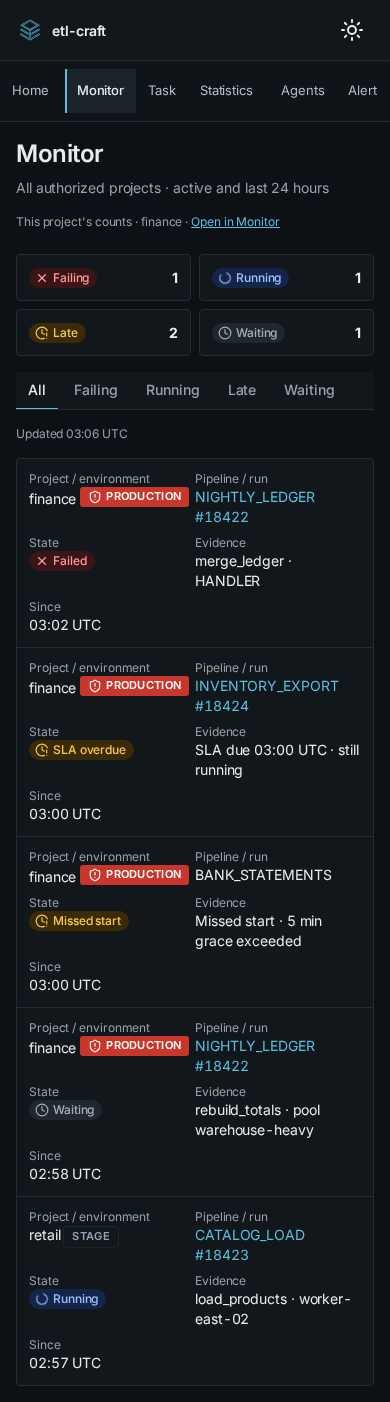 etl-craft
Home Monitor Task Statistics Agents Alert
Monitor
All authorized projects · active and last 24 hours
This project's counts · finance · Open in Monitor
Failing 1 Running 1
Late 2 Waiting 1
All Failing Running Late Waiting
Updated 03:06 UTC
Project / environment Pipeline / run
finance PRODUCTION NIGHTLY_LEDGER
#18422
State Evidence
Failed merge_ledger ·
HANDLER
Since
03:02 UTC
Project / environment Pipeline / run
finance PRODUCTION INVENTORY_EXPORT
#18424
State Evidence
SLA overdue SLA due 03:00 UTC · still
running
Since
03:00 UTC
Project / environment Pipeline / run
finance PRODUCTION BANK_STATEMENTS
State Evidence
Missed start Missed start · 5 min
grace exceeded
Since
03:00 UTC
Project / environment Pipeline / run
finance PRODUCTION NIGHTLY_LEDGER
#18422
State Evidence
Waiting rebuild_totals · pool
warehouse-heavy
Since
02:58 UTC
Project / environment Pipeline / run
retail STAGE CATALOG_LOAD
#18423
State Evidence
Running load_products · worker-
east-02
Since
02:57 UTC